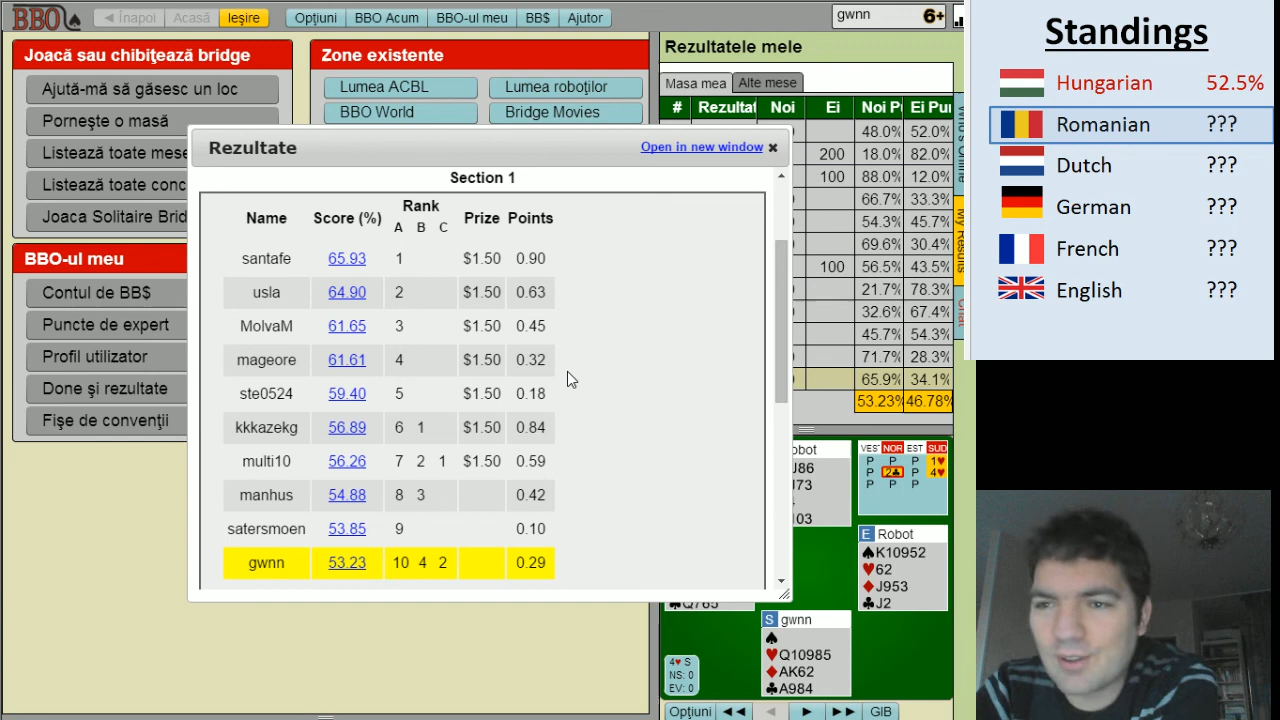 BBO
◄ Înapoi Acasă Ieşire Opţiuni BBO Acum BBO-ul meu BB$ Ajutor gwnn 6+
Joacă sau chibiţează bridge
Ajută-mă să găsesc un loc
Porneşte o masă
Listează toate mese
Listează toate conc
Joaca Solitaire Brid
BBO-ul meu
Contul de BB$
Puncte de expert
Profil utilizator
Done şi rezultate
Fişe de convenţii
Zone existente
Lumea ACBL Lumea roboţilor
BBO World Bridge Movies
Rezultate Open in new window ×
Section 1
Name Score (%) Rank Prize Points
A B C
santafe 65.93 1 $1.50 0.90
usla 64.90 2 $1.50 0.63
MolvaM 61.65 3 $1.50 0.45
mageore 61.61 4 $1.50 0.32
ste0524 59.40 5 $1.50 0.18
kkkazekg 56.89 6 1 $1.50 0.84
multi10 56.26 7 2 1 $1.50 0.59
manhus 54.88 8 3 0.42
satersmoen 53.85 9 0.10
gwnn 53.23 10 4 2 0.29
Rezultatele mele
Masa mea Alte mese
# Rezultat Noi Ei Noi P Ei Pu
48.0% 52.0%
200 18.0% 82.0%
100 88.0% 12.0%
66.7% 33.3%
54.3% 45.7%
69.6% 30.4%
100 56.5% 43.5%
21.7% 78.3%
32.6% 67.4%
45.7% 54.3%
71.7% 28.3%
65.9% 34.1%
53.23% 46.78%
Who's Online
My Results
Chat
obot
J86
J73
103
VES NOR EST SUD
P P P 1♥
P 2♣ P 4♥
P P P
E Robot
♠K10952
♥62
♦J953
♣J2
♠Q765
S gwnn
♠
♥Q10985
♦AK62
♣A984
4♥ S
NS: 0
EV: 0
Opţiuni ◄◄ ◄ ► ►► GIB
Standings
Hungarian 52.5%
Romanian ???
Dutch ???
German ???
French ???
English ???